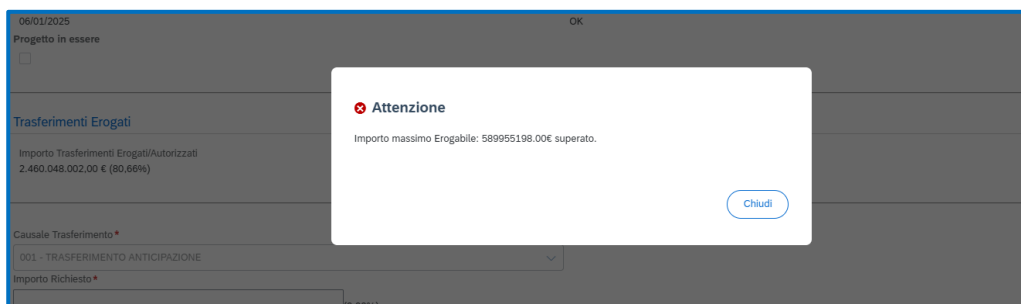 06/01/2025 OK
Progetto in essere
Attenzione
Importo massimo Erogabile: 589955198.00€ superato.
Chiudi
Trasferimenti Erogati
Importo Trasferimenti Erogati/Autorizzati
2.460.048.002,00 € (80,66%)
Causale Trasferimento*
001 - TRASFERIMENTO ANTICIPAZIONE
Importo Richiesto*